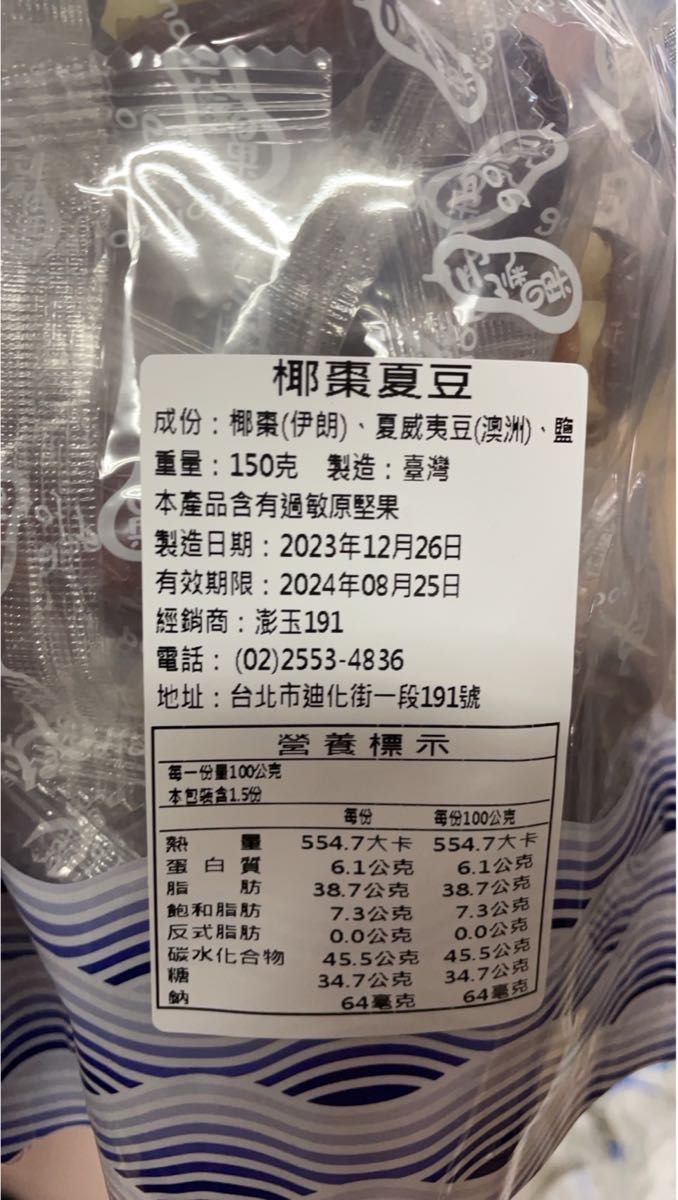 椰棗夏豆
成份：椰棗(伊朗)、夏威夷豆(澳洲)、鹽
重量：150克 製造：臺灣
本產品含有過敏原堅果
製造日期：2023年12月26日
有效期限：2024年08月25日
經銷商：澎玉191
電話：(02)2553-4836
地址：台北市迪化街一段191號
營養標示
每一份量100公克
本包裝含1.5份
每份 每份100公克
熱量 554.7大卡 554.7大卡
蛋白質 6.1公克 6.1公克
脂肪 38.7公克 38.7公克
飽和脂肪 7.3公克 7.3公克
反式脂肪 0.0公克 0.0公克
碳水化合物 45.5公克 45.5公克
糖 34.7公克 34.7公克
鈉 64毫克 64毫克